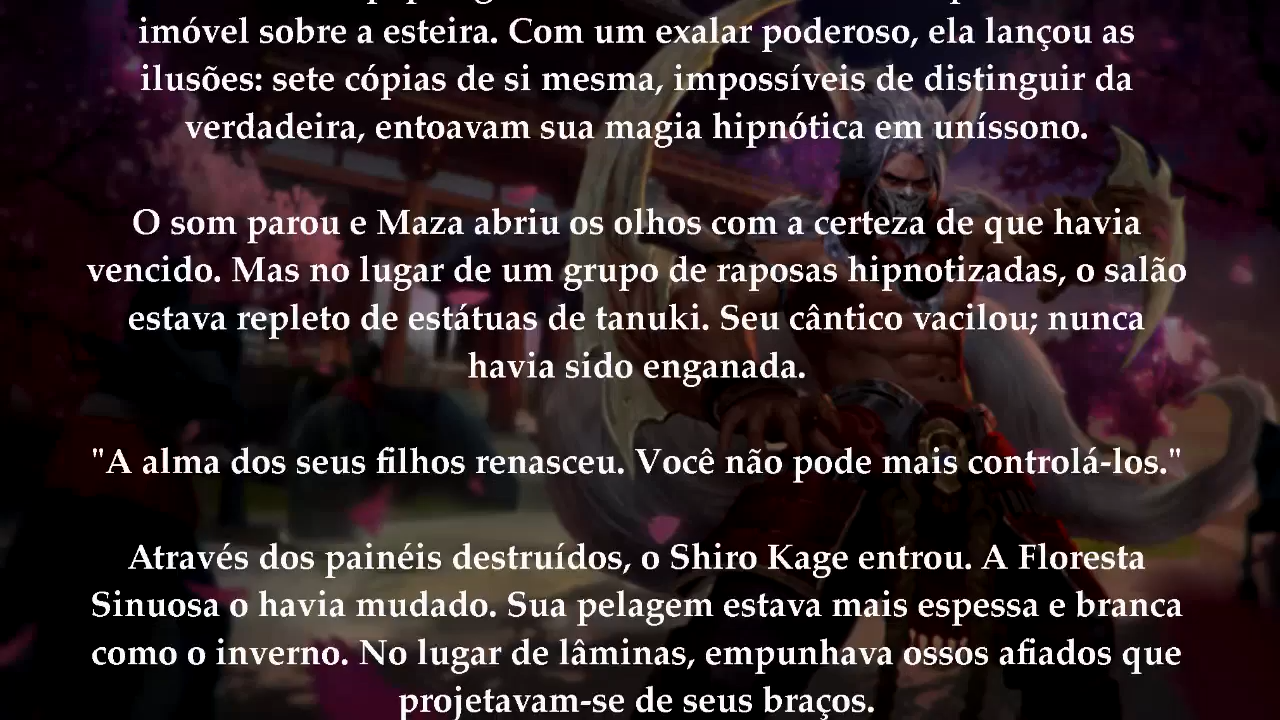 imóvel sobre a esteira. Com um exalar poderoso, ela lançou as
ilusões: sete cópias de si mesma, impossíveis de distinguir da
verdadeira, entoavam sua magia hipnótica em uníssono.
O som parou e Maza abriu os olhos com a certeza de que havia
vencido. Mas no lugar de um grupo de raposas hipnotizadas, o salão
estava repleto de estátuas de tanuki. Seu cântico vacilou; nunca
havia sido enganada.
"A alma dos seus filhos renasceu. Você não pode mais controlá-los."
Através dos painéis destruídos, o Shiro Kage entrou. A Floresta
Sinuosa o havia mudado. Sua pelagem estava mais espessa e branca
como o inverno. No lugar de lâminas, empunhava ossos afiados que
projetavam-se de seus braços.